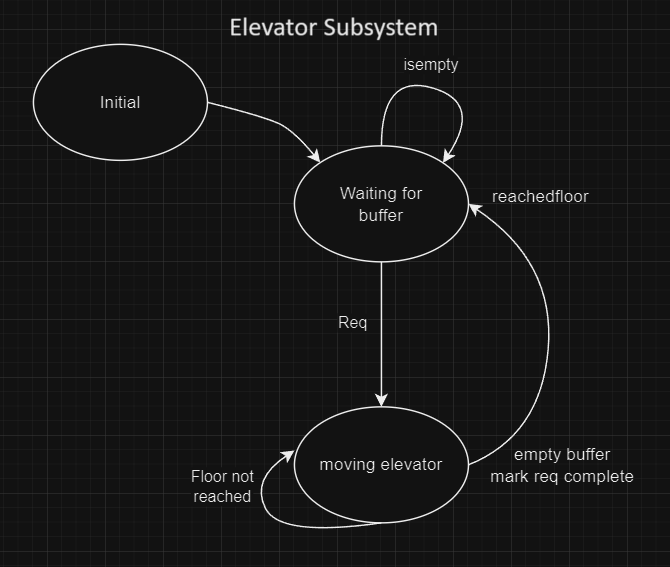 Elevator Subsystem
isempty
Initial
Waiting for
buffer
reachedfloor
Req
moving elevator
empty buffer
mark req complete
Floor not
reached